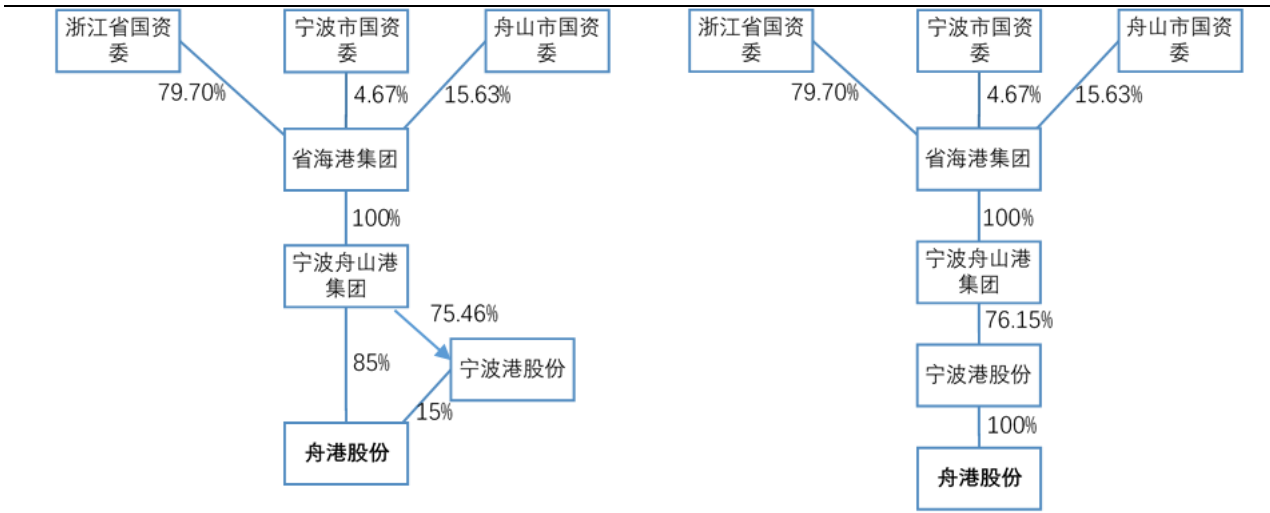 浙江省国资
委
宁波市国资
委
舟山市国资
委
79.70%
4.67%
15.63%
省海港集团
100%
宁波舟山港
集团
75.46%
85%
宁波港股份
15%
舟港股份
浙江省国资
委
宁波市国资
委
舟山市国资
委
79.70%
4.67%
15.63%
省海港集团
100%
宁波舟山港
集团
76.15%
宁波港股份
100%
舟港股份